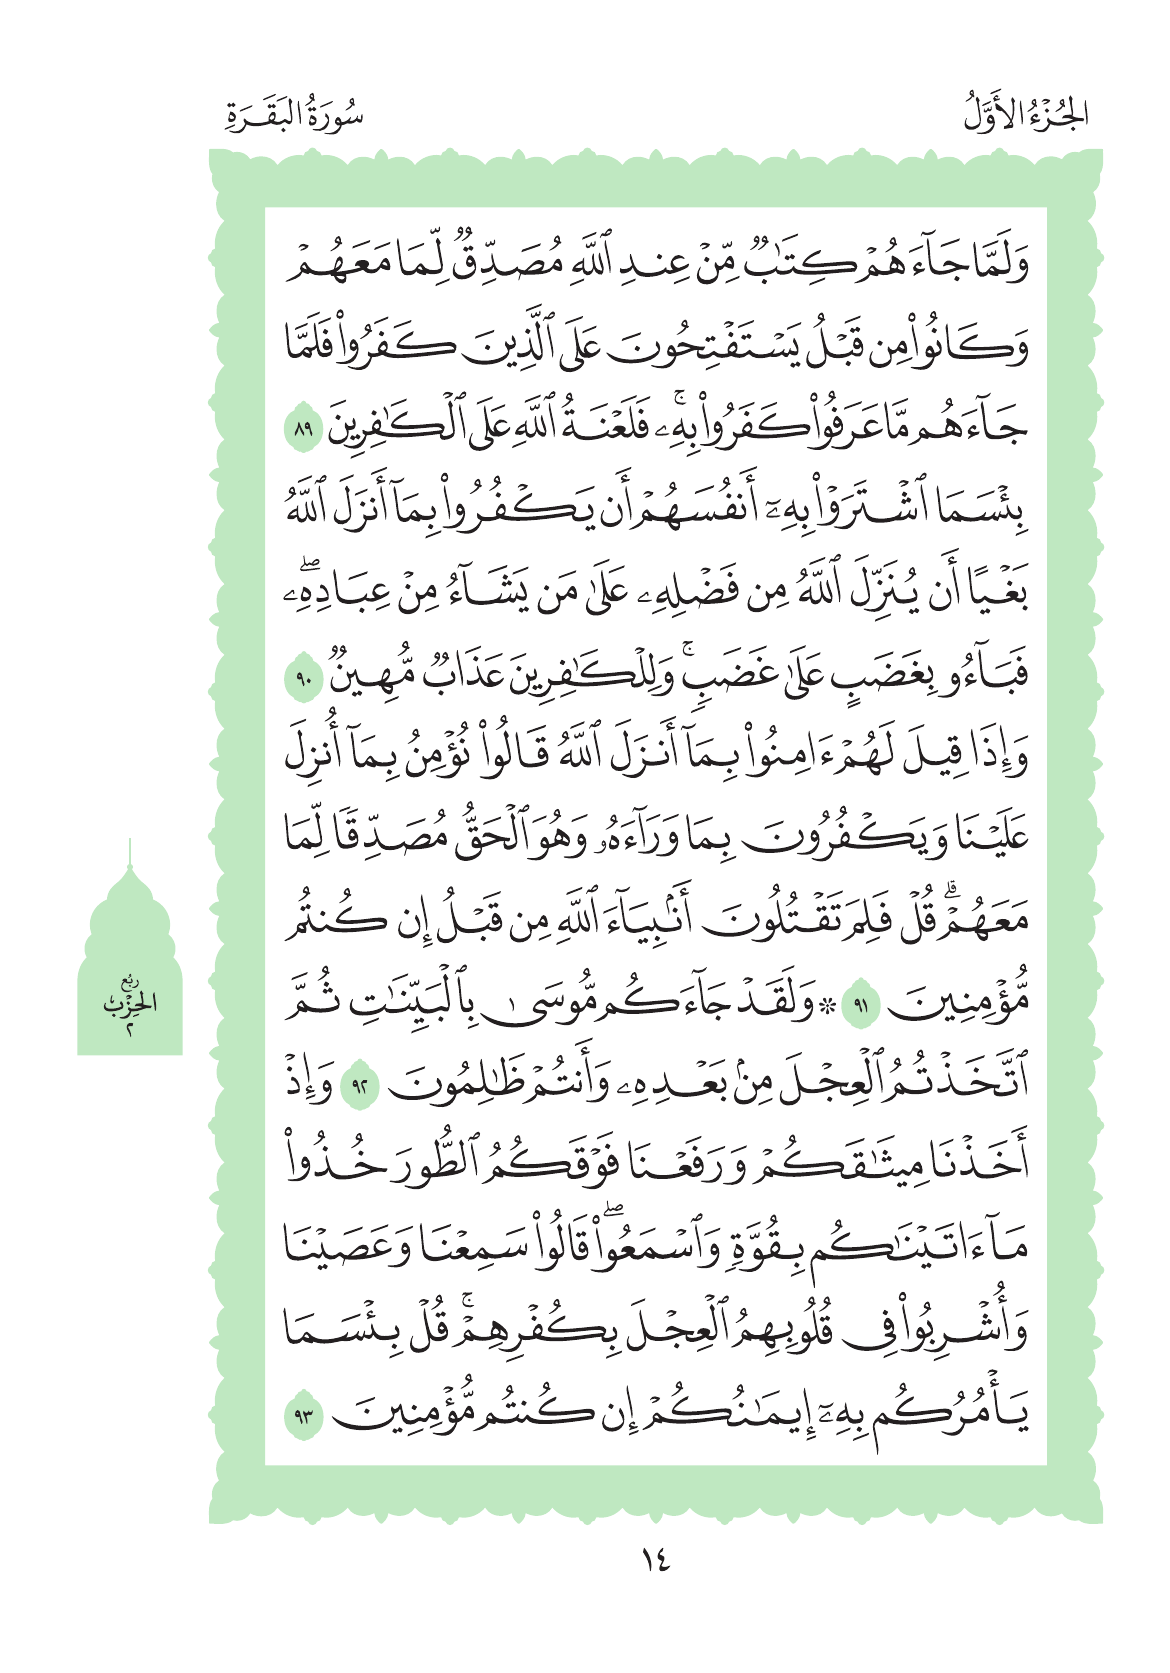 الجُزْءُ الأَوَّلُ
سُورَةُ البَقَرَةِ
وَلَمَّا جَآءَهُمْ كِتَٰبٌ مِّنْ عِندِ ٱللَّهِ مُصَدِّقٌ لِّمَا مَعَهُمْ
وَكَانُوا۟ مِن قَبْلُ يَسْتَفْتِحُونَ عَلَى ٱلَّذِينَ كَفَرُوا۟ فَلَمَّا
جَآءَهُم مَّا عَرَفُوا۟ كَفَرُوا۟ بِهِۦۚ فَلَعْنَةُ ٱللَّهِ عَلَى ٱلْكَٰفِرِينَ ٨٩
بِئْسَمَا ٱشْتَرَوْا۟ بِهِۦٓ أَنفُسَهُمْ أَن يَكْفُرُوا۟ بِمَآ أَنزَلَ ٱللَّهُ
بَغْيًا أَن يُنَزِّلَ ٱللَّهُ مِن فَضْلِهِۦ عَلَىٰ مَن يَشَآءُ مِنْ عِبَادِهِۦۖ
فَبَآءُو بِغَضَبٍ عَلَىٰ غَضَبٍۚ وَلِلْكَٰفِرِينَ عَذَابٌ مُّهِينٌ ٩٠
وَإِذَا قِيلَ لَهُمْ ءَامِنُوا۟ بِمَآ أَنزَلَ ٱللَّهُ قَالُوا۟ نُؤْمِنُ بِمَآ أُنزِلَ
عَلَيْنَا وَيَكْفُرُونَ بِمَا وَرَآءَهُۥ وَهُوَ ٱلْحَقُّ مُصَدِّقًا لِّمَا
مَعَهُمْۗ قُلْ فَلِمَ تَقْتُلُونَ أَنۢبِيَآءَ ٱللَّهِ مِن قَبْلُ إِن كُنتُم
مُّؤْمِنِينَ ٩١ ۞ وَلَقَدْ جَآءَكُم مُّوسَىٰ بِٱلْبَيِّنَٰتِ ثُمَّ
ٱتَّخَذْتُمُ ٱلْعِجْلَ مِنۢ بَعْدِهِۦ وَأَنتُمْ ظَٰلِمُونَ ٩٢ وَإِذْ
أَخَذْنَا مِيثَٰقَكُمْ وَرَفَعْنَا فَوْقَكُمُ ٱلطُّورَ خُذُوا۟
مَآ ءَاتَيْنَٰكُم بِقُوَّةٍ وَٱسْمَعُوا۟ۖ قَالُوا۟ سَمِعْنَا وَعَصَيْنَا
وَأُشْرِبُوا۟ فِى قُلُوبِهِمُ ٱلْعِجْلَ بِكُفْرِهِمْۚ قُلْ بِئْسَمَا
يَأْمُرُكُم بِهِۦٓ إِيمَٰنُكُمْ إِن كُنتُم مُّؤْمِنِينَ ٩٣
رُبْع
الحِزْب
٢
١٤